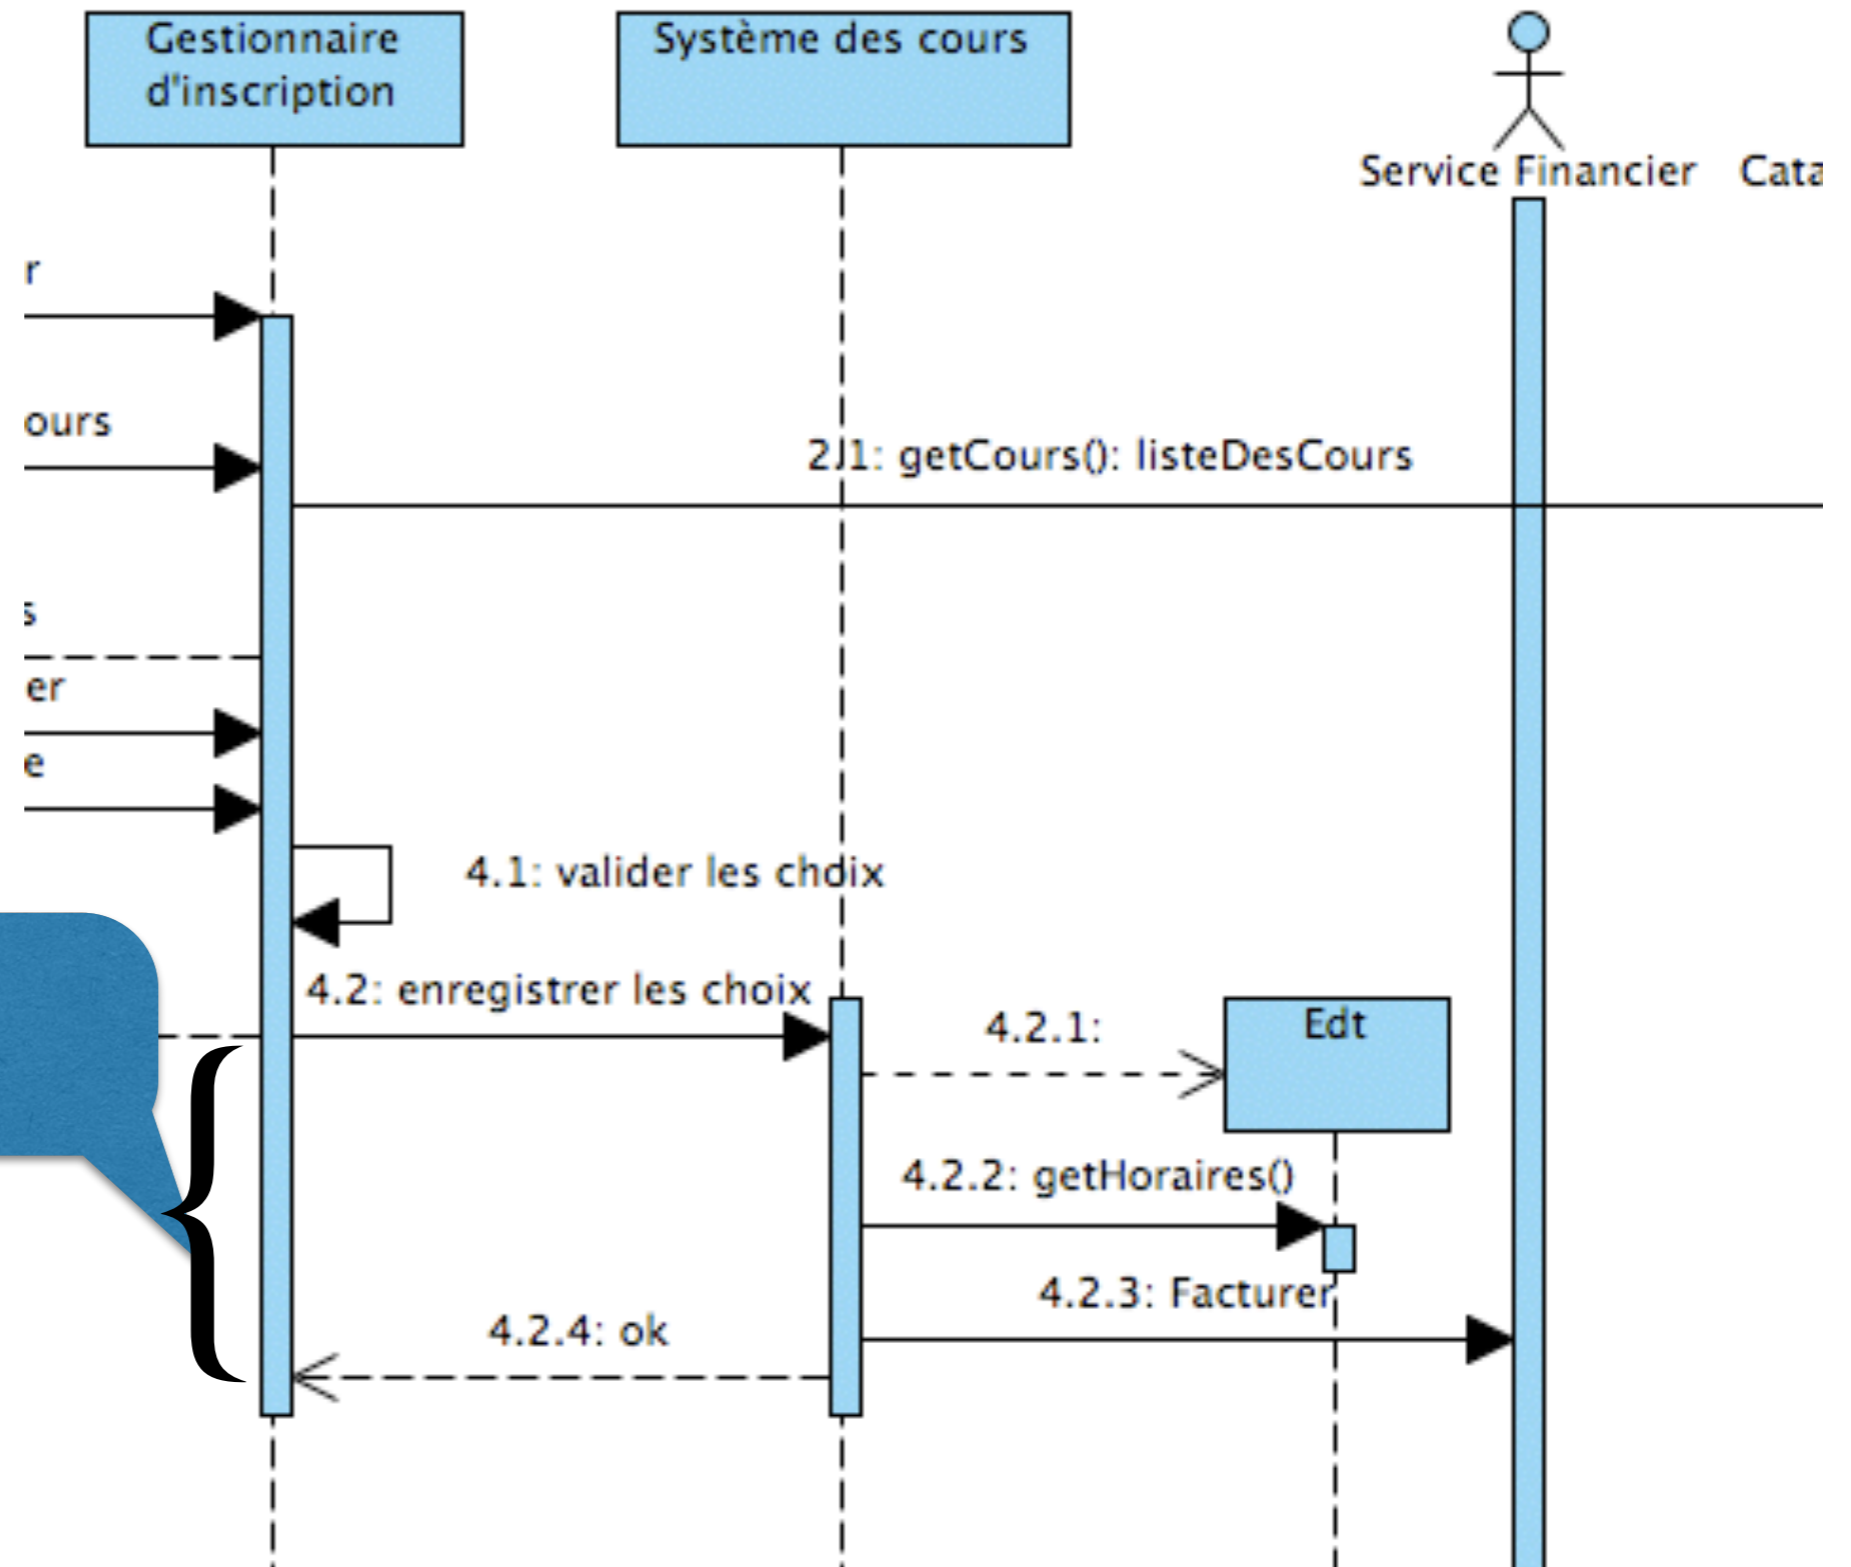 Gestionnaire
d'inscription
Système des cours
Service Financier
Cata
r
ours
2.1: getCours(): listeDesCours
s
er
e
4.1: valider les choix
4.2: enregistrer les choix
4.2.1:
Edt
4.2.2: getHoraires()
4.2.3: Facturer
4.2.4: ok